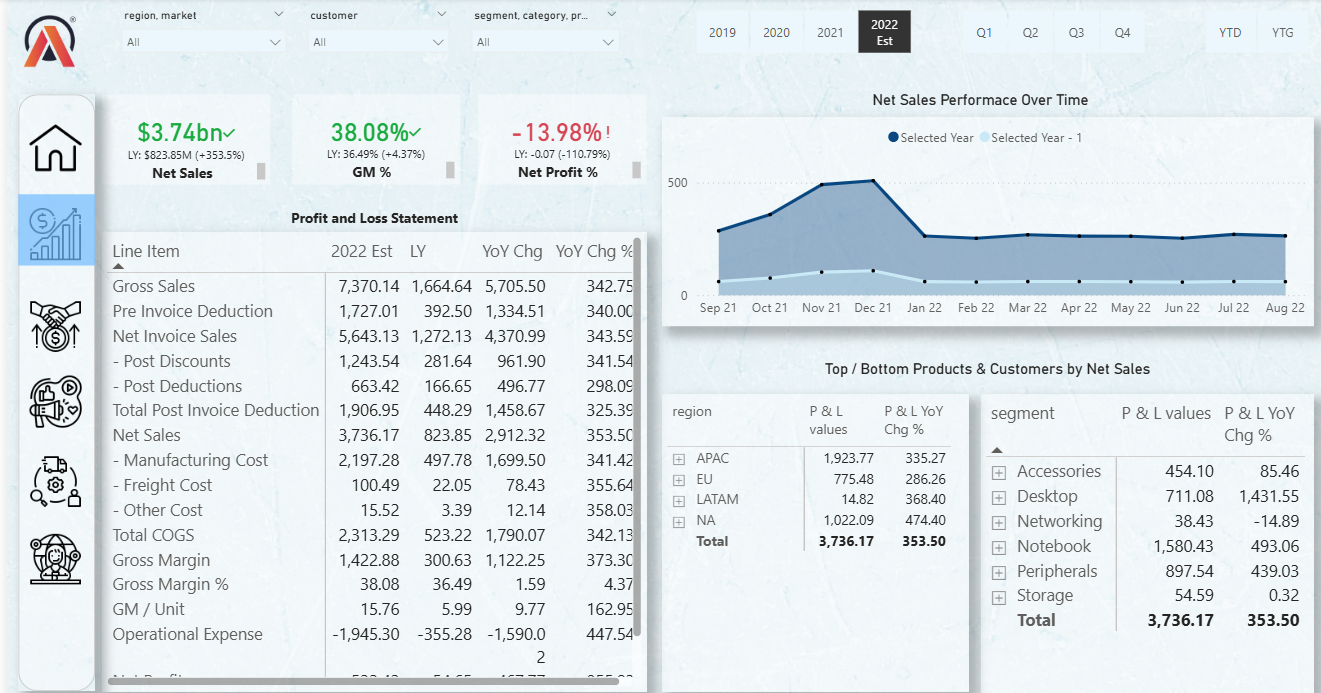 region, market
customer
segment, category, pr...
All
All
All
2019
2020
2021
2022
Est
Q1
Q2
Q3
Q4
YTD
YTG
$3.74bn
LY: $823.85M (+353.5%)
Net Sales
38.08%
LY: 36.49% (+4.37%)
GM %
-13.98%!
LY: -0.07 (-110.79%)
Net Profit %
Net Sales Performace Over Time
Selected Year Selected Year - 1
500
0
Sep 21 Oct 21 Nov 21 Dec 21 Jan 22 Feb 22 Mar 22 Apr 22 May 22 Jun 22 Jul 22 Aug 22
Profit and Loss Statement
Line Item 2022 Est LY YoY Chg YoY Chg %
Gross Sales 7,370.14 1,664.64 5,705.50 342.75
Pre Invoice Deduction 1,727.01 392.50 1,334.51 340.00
Net Invoice Sales 5,643.13 1,272.13 4,370.99 343.59
- Post Discounts 1,243.54 281.64 961.90 341.54
- Post Deductions 663.42 166.65 496.77 298.09
Total Post Invoice Deduction 1,906.95 448.29 1,458.67 325.39
Net Sales 3,736.17 823.85 2,912.32 353.50
- Manufacturing Cost 2,197.28 497.78 1,699.50 341.42
- Freight Cost 100.49 22.05 78.43 355.64
- Other Cost 15.52 3.39 12.14 358.03
Total COGS 2,313.29 523.22 1,790.07 342.13
Gross Margin 1,422.88 300.63 1,122.25 373.30
Gross Margin % 38.08 36.49 1.59 4.37
GM / Unit 15.76 5.99 9.77 162.95
Operational Expense -1,945.30 -355.28 -1,590.0 447.54
2
Top / Bottom Products & Customers by Net Sales
region P & L values P & L YoY Chg %
APAC 1,923.77 335.27
EU 775.48 286.26
LATAM 14.82 368.40
NA 1,022.09 474.40
Total 3,736.17 353.50
segment P & L values P & L YoY Chg %
Accessories 454.10 85.46
Desktop 711.08 1,431.55
Networking 38.43 -14.89
Notebook 1,580.43 493.06
Peripherals 897.54 439.03
Storage 54.59 0.32
Total 3,736.17 353.50